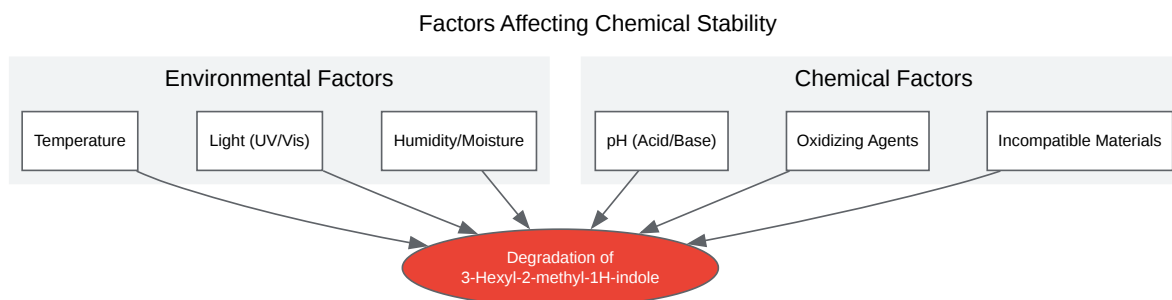 Factors Affecting Chemical Stability
Environmental Factors
Chemical Factors
Temperature
Light (UV/Vis)
Humidity/Moisture
pH (Acid/Base)
Oxidizing Agents
Incompatible Materials
Degradation of
3-Hexyl-2-methyl-1H-indole